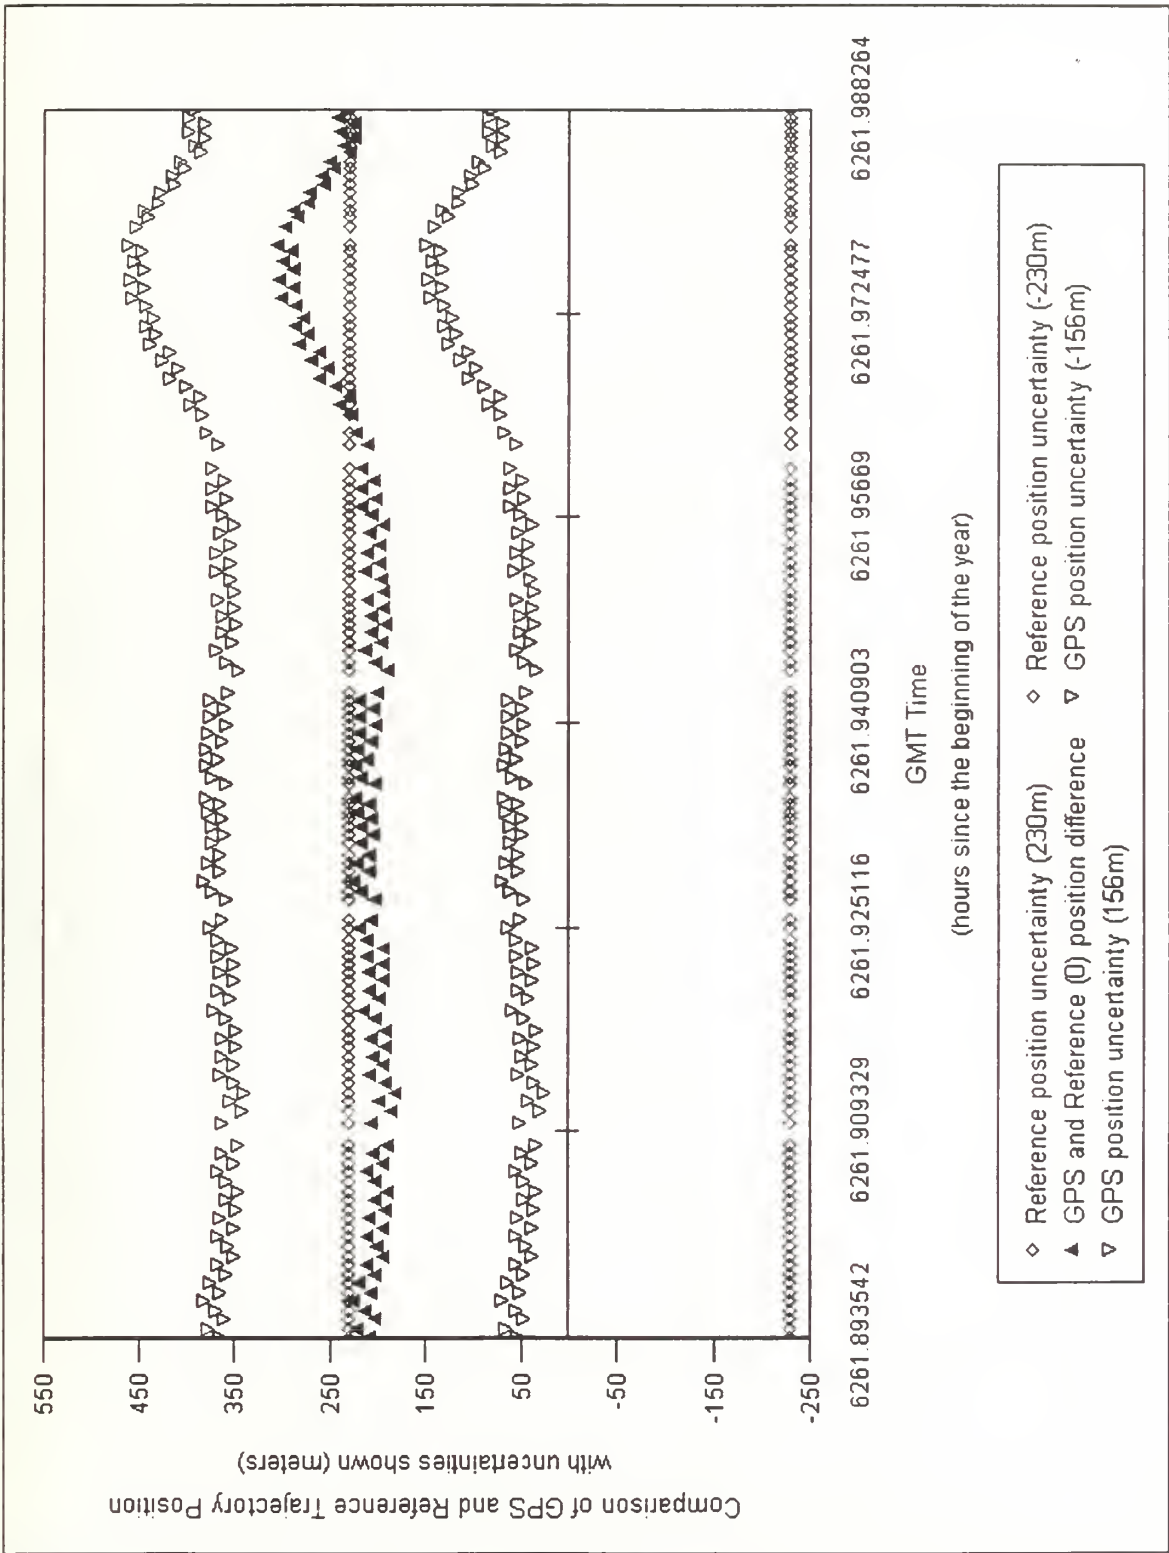 Comparison of GPS and Reference Trajectory Position
with uncertainties shown (meters)
550
450
350
250
150
50
-50
-150
-250
6261.893542
6261.909329
6261.925116
6261.940903
6261.95669
6261.972477
6261.988264
GMT Time
(hours since the beginning of the year)
◇ Reference position uncertainty (230m)
◇ Reference position uncertainty (-230m)
▲ GPS and Reference (0) position difference
▽ GPS position uncertainty (-156m)
▽ GPS position uncertainty (156m)